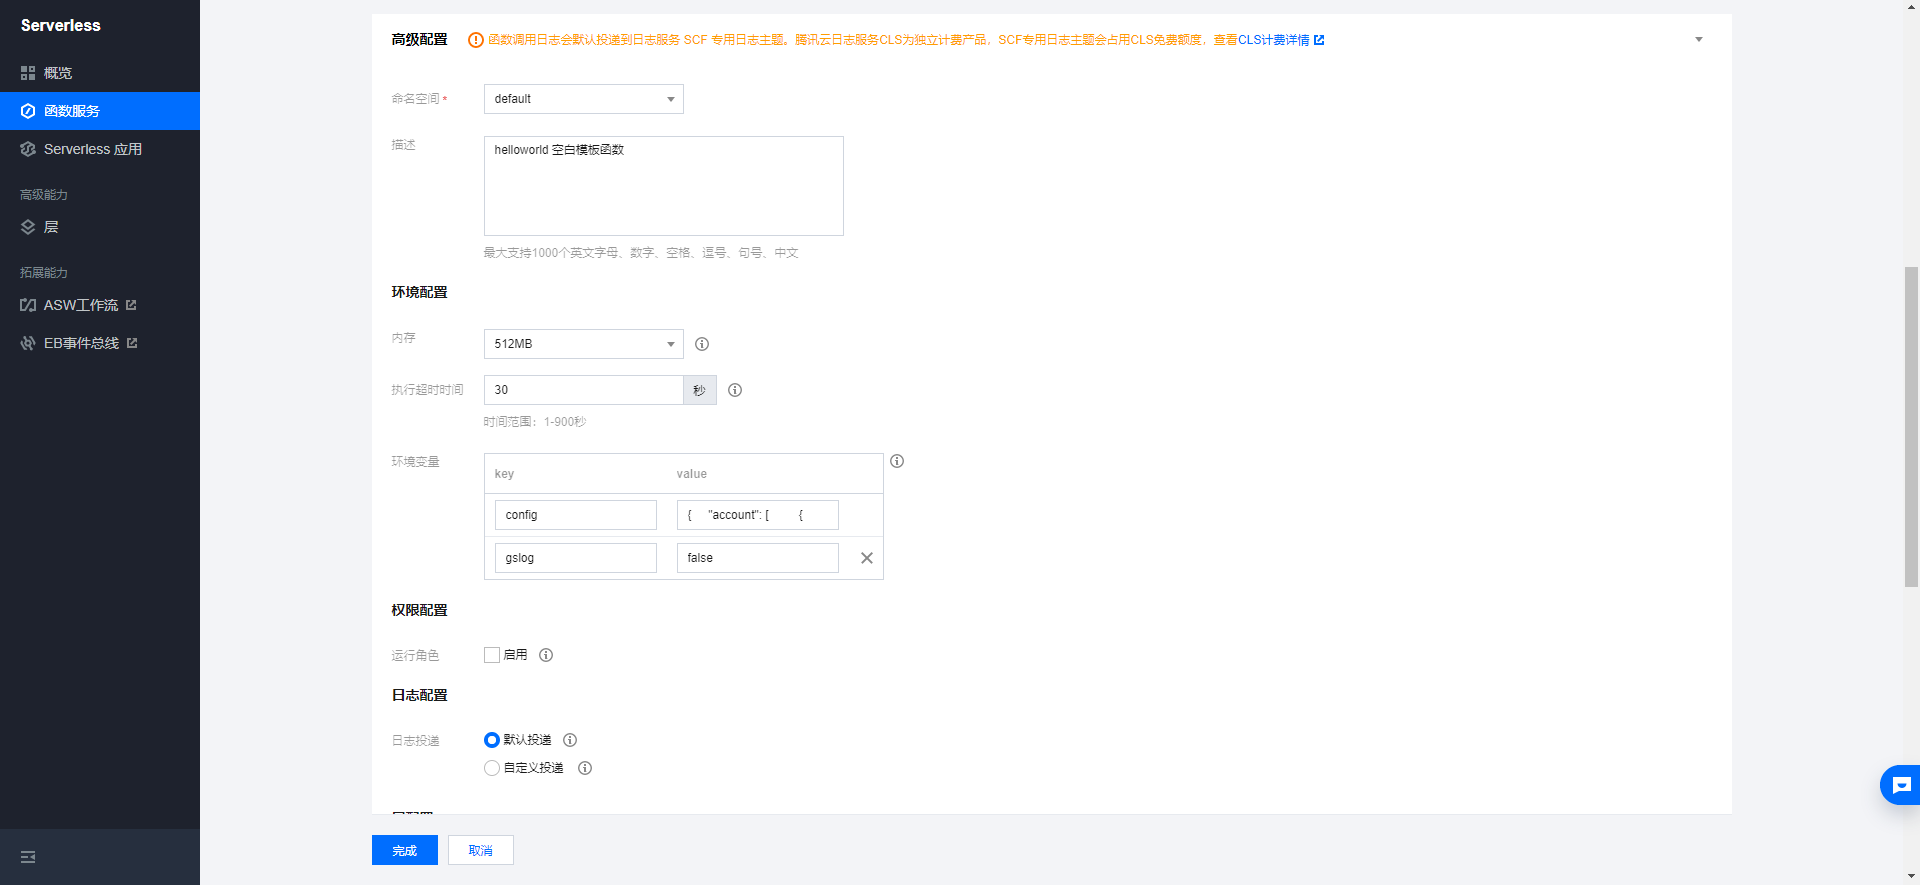 Serverless
概览
函数服务
Serverless 应用
高级能力
层
拓展能力
ASW工作流
EB事件总线
高级配置
函数调用日志会默认投递到日志服务 SCF 专用日志主题。腾讯云日志服务CLS为独立计费产品，SCF专用日志主题会占用CLS免费额度，查看CLS计费详情
命名空间 *
default
描述
helloworld 空白模板函数
最大支持1000个英文字母、数字、空格、逗号、句号、中文
环境配置
内存
512MB
执行超时时间
30
秒
时间范围：1-900秒
环境变量
key value
config { "account": [ {
gslog false
权限配置
运行角色
启用
日志配置
日志投递
默认投递
自定义投递
完成
取消